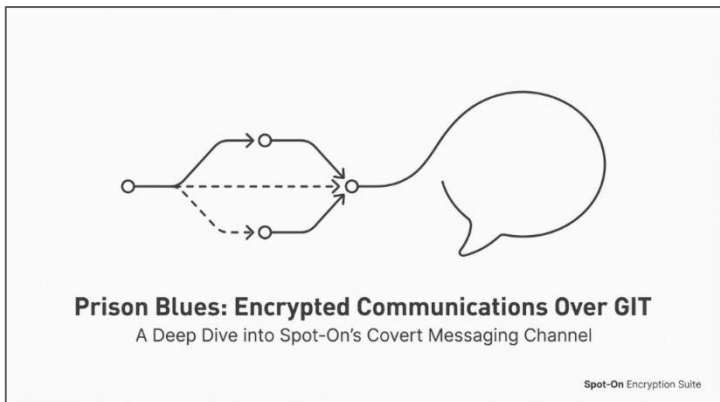 Prison Blues: Encrypted Communications Over GIT
A Deep Dive into Spot-On's Covert Messaging Channel
Spot-On Encryption Suite